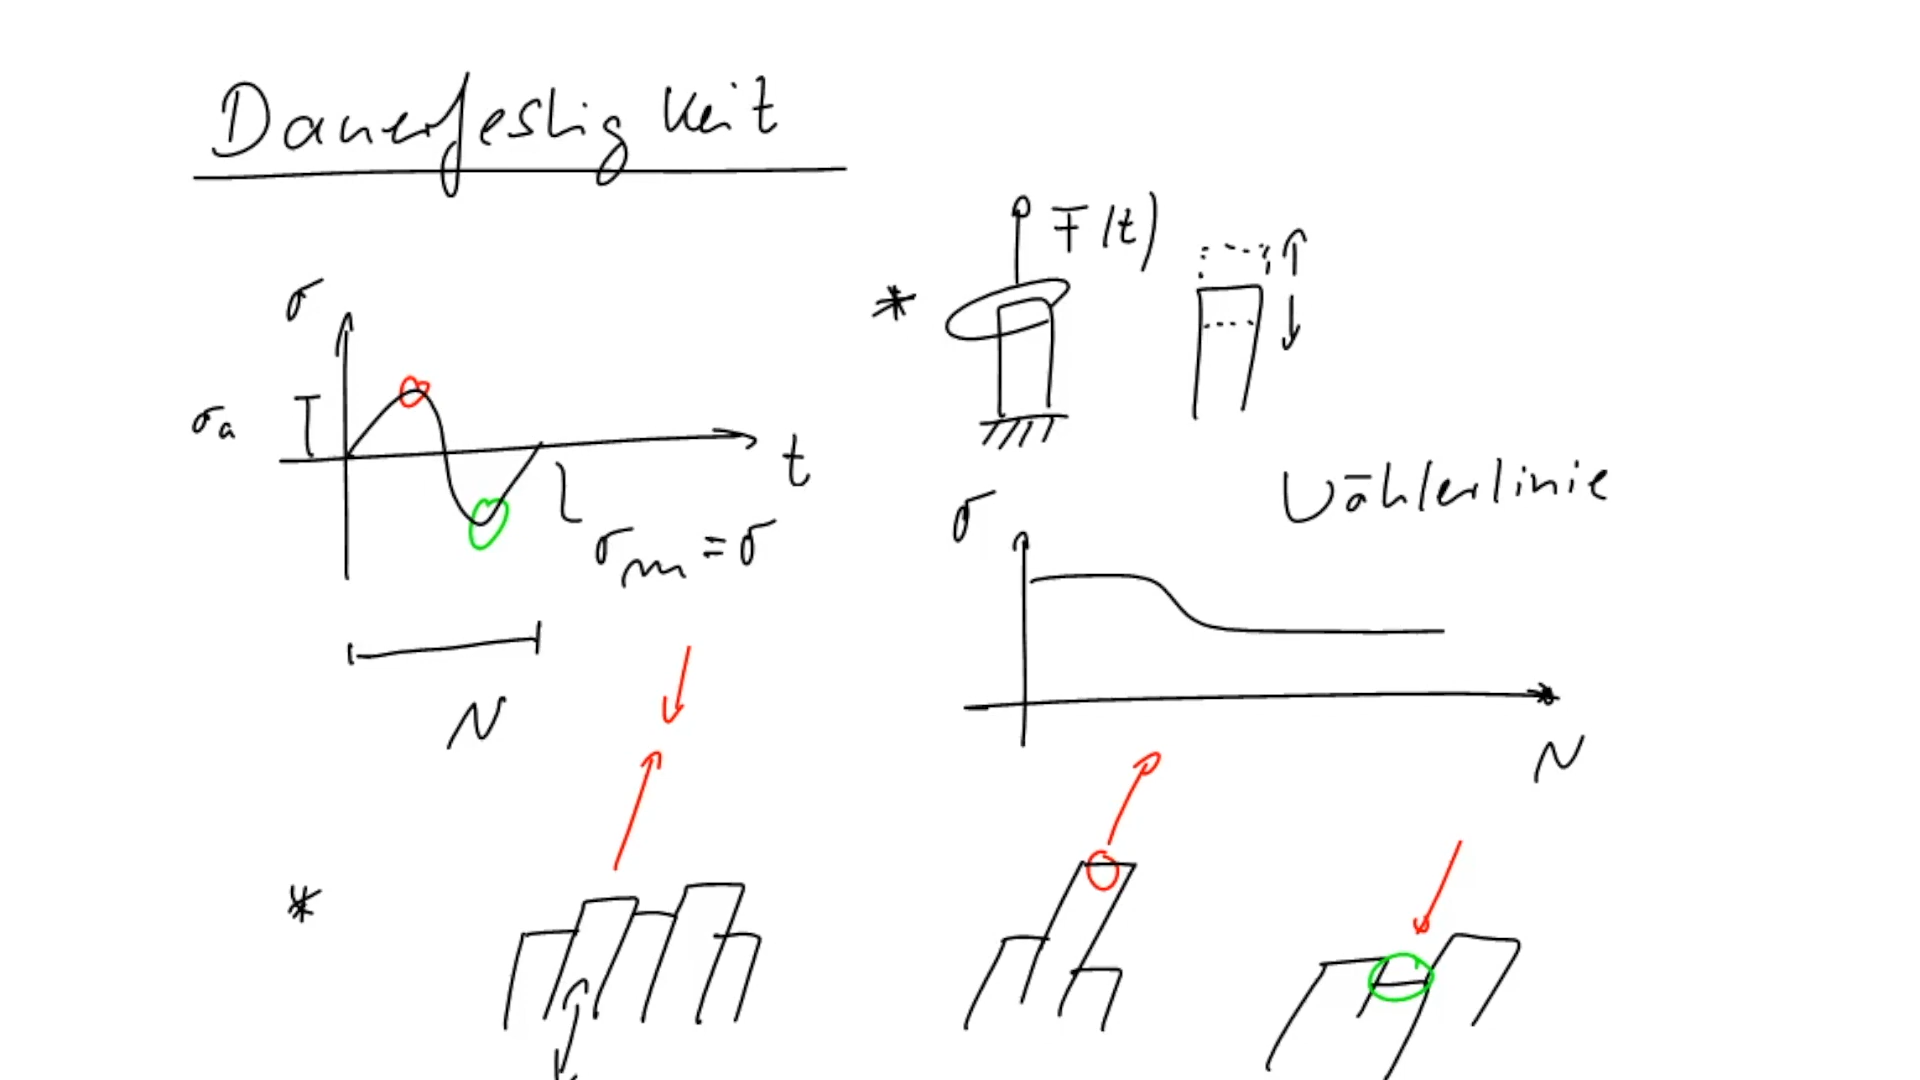 Dauerfestigkeit
* F(t)
σ
σa
t
σm = σ
N
Wöhlerlinie
σ
N
*